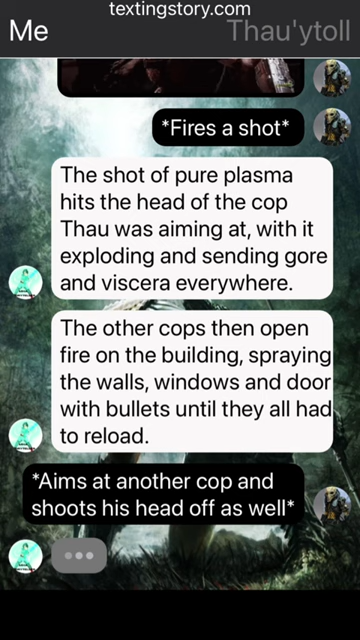 textingstory.com
Me Thau'ytoll
*Fires a shot*
The shot of pure plasma
hits the head of the cop
Thau was aiming at, with it
exploding and sending gore
and viscera everywhere.
The other cops then open
fire on the building, spraying
the walls, windows and door
with bullets until they all had
to reload.
*Aims at another cop and
shoots his head off as well*